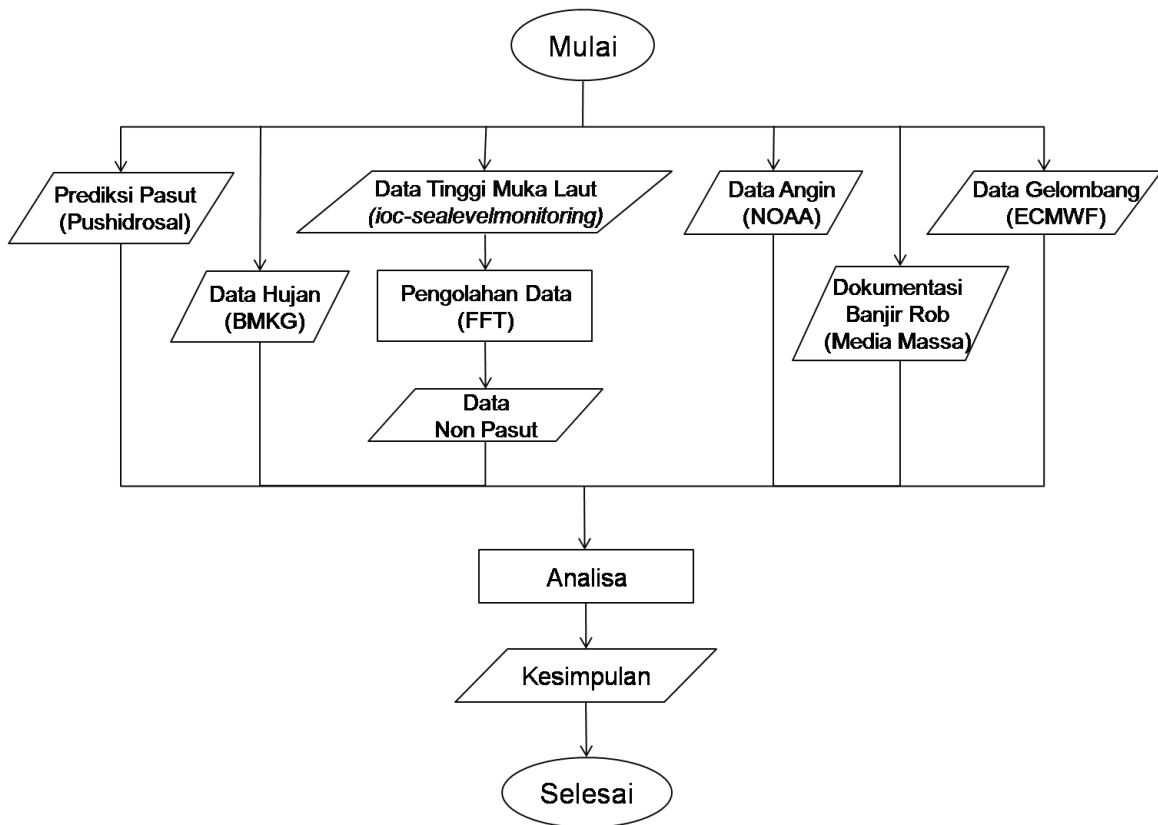 Mulai
Prediksi Pasut
(Pushidrosal)
Data Hujan
(BMKG)
Data Tinggi Muka Laut
(ioc-sealevelmonitoring)
Pengolahan Data
(FFT)
Data
Non Pasut
Data Angin
(NOAA)
Dokumentasi
Banjir Rob
(Media Massa)
Data Gelombang
(ECMWF)
Analisa
Kesimpulan
Selesai